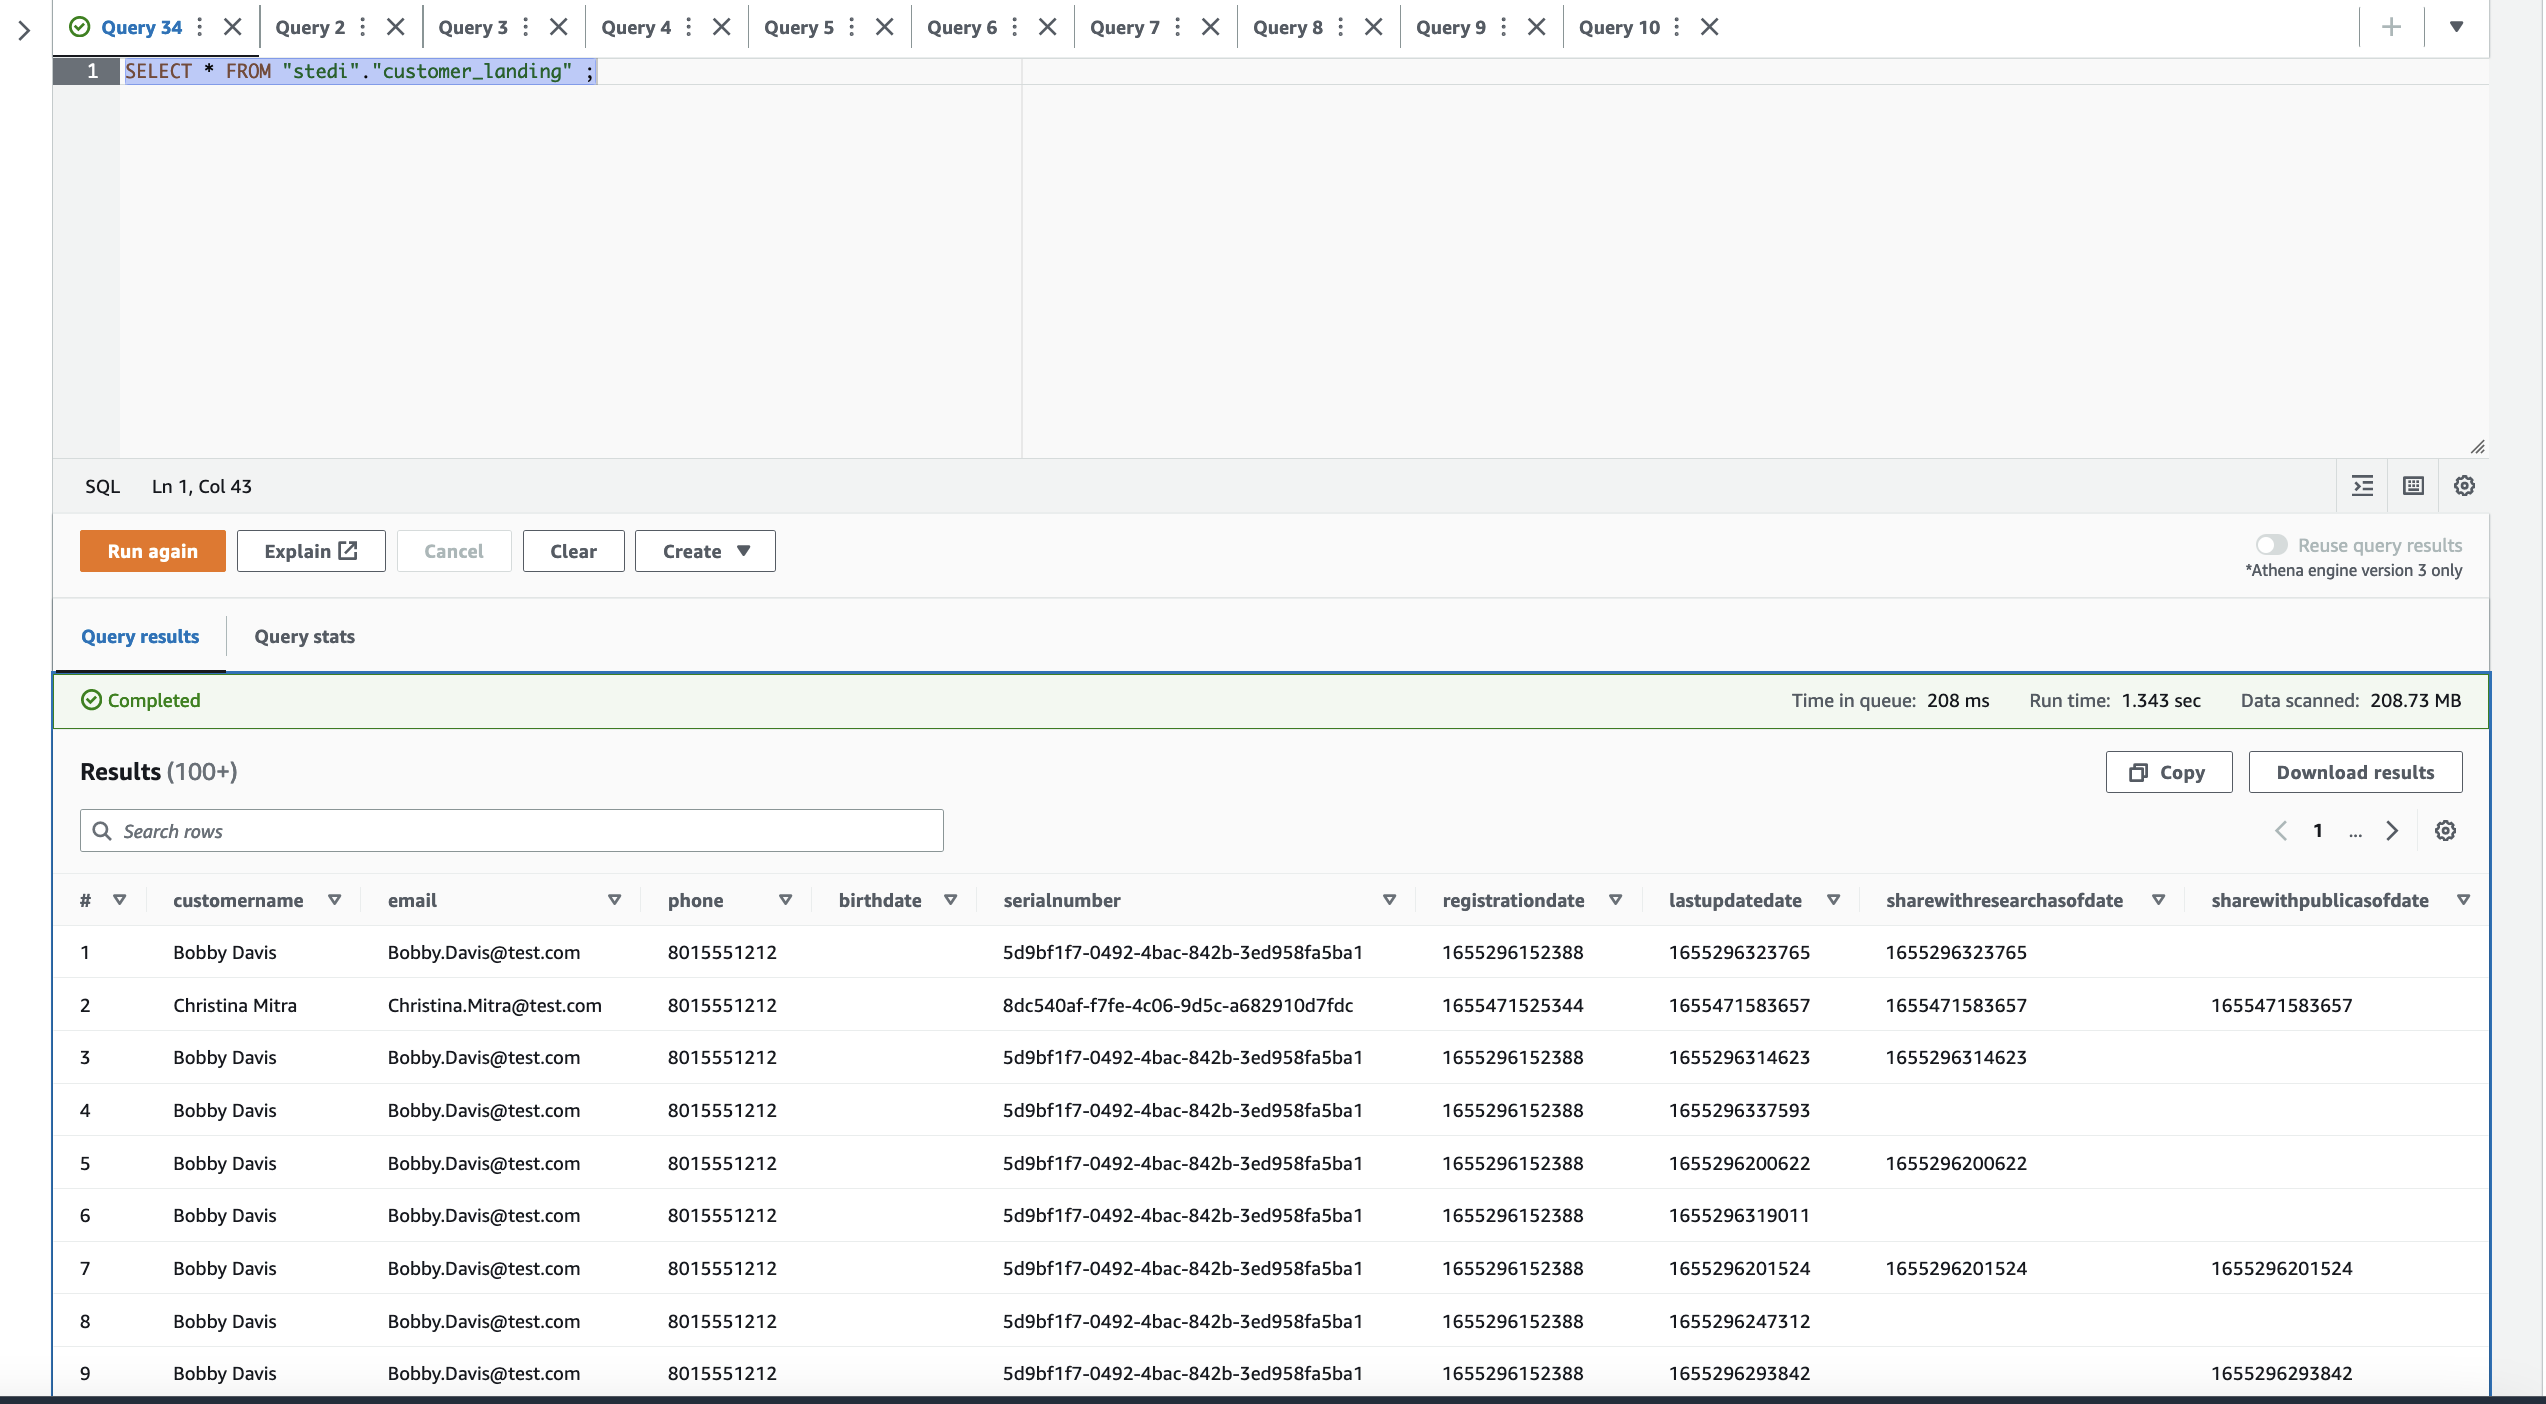 Query 34 Query 2 Query 3 Query 4 Query 5 Query 6 Query 7 Query 8 Query 9 Query 10
1 SELECT * FROM "stedi"."customer_landing" ;
SQL Ln 1, Col 43
Run again Explain Cancel Clear Create
Reuse query results
*Athena engine version 3 only
Query results Query stats
Completed Time in queue: 208 ms Run time: 1.343 sec Data scanned: 208.73 MB
Results (100+) Copy Download results
Search rows 1 ...
# customername email phone birthdate serialnumber registrationdate lastupdatedate sharewithresearchasofdate sharewithpublicasofdate
1 Bobby Davis Bobby.Davis@test.com 8015551212 5d9bf1f7-0492-4bac-842b-3ed958fa5ba1 1655296152388 1655296323765 1655296323765
2 Christina Mitra Christina.Mitra@test.com 8015551212 8dc540af-f7fe-4c06-9d5c-a682910d7fdc 1655471525344 1655471583657 1655471583657 1655471583657
3 Bobby Davis Bobby.Davis@test.com 8015551212 5d9bf1f7-0492-4bac-842b-3ed958fa5ba1 1655296152388 1655296314623 1655296314623
4 Bobby Davis Bobby.Davis@test.com 8015551212 5d9bf1f7-0492-4bac-842b-3ed958fa5ba1 1655296152388 1655296337593
5 Bobby Davis Bobby.Davis@test.com 8015551212 5d9bf1f7-0492-4bac-842b-3ed958fa5ba1 1655296152388 1655296200622 1655296200622
6 Bobby Davis Bobby.Davis@test.com 8015551212 5d9bf1f7-0492-4bac-842b-3ed958fa5ba1 1655296152388 1655296319011
7 Bobby Davis Bobby.Davis@test.com 8015551212 5d9bf1f7-0492-4bac-842b-3ed958fa5ba1 1655296152388 1655296201524 1655296201524 1655296201524
8 Bobby Davis Bobby.Davis@test.com 8015551212 5d9bf1f7-0492-4bac-842b-3ed958fa5ba1 1655296152388 1655296247312
9 Bobby Davis Bobby.Davis@test.com 8015551212 5d9bf1f7-0492-4bac-842b-3ed958fa5ba1 1655296152388 1655296293842 1655296293842